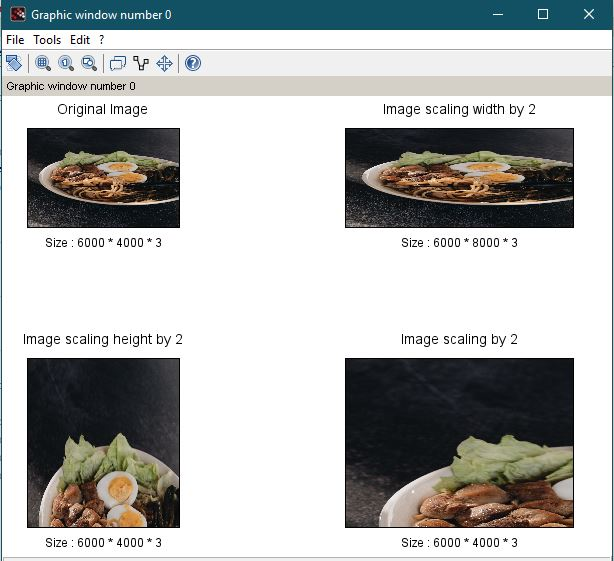 Graphic window number 0
File Tools Edit ?
Graphic window number 0
Original Image
Image scaling width by 2
Size : 6000 * 4000 * 3
Size : 6000 * 8000 * 3
Image scaling height by 2
Image scaling by 2
Size : 6000 * 4000 * 3
Size : 6000 * 4000 * 3